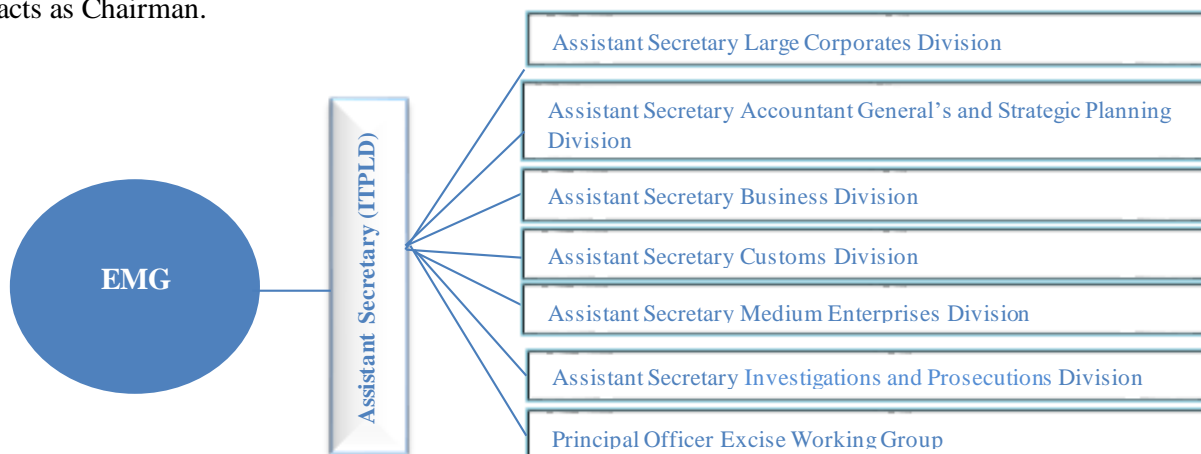 acts as Chairman.
Assistant Secretary Large Corporates Division
Assistant Secretary Accountant General's and Strategic Planning
Division
Assistant Secretary Business Division
Assistant Secretary Customs Division
Assistant Secretary Medium Enterprises Division
Assistant Secretary Investigations and Prosecutions Division
Principal Officer Excise Working Group
Assistant Secretary (ITPLD)
EMG